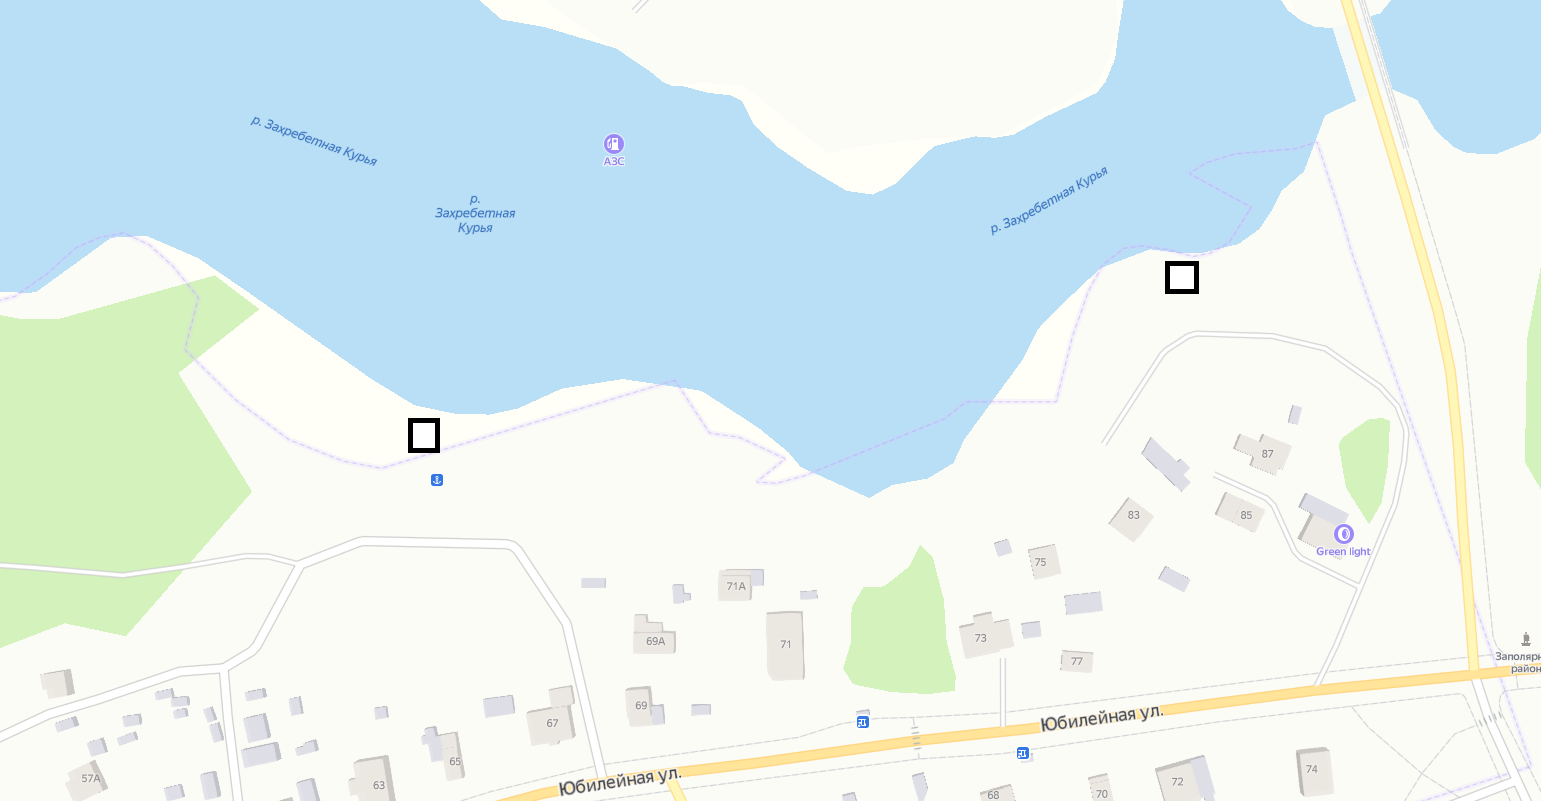 р. Захребетная Курья
АЗС
р.
Захребетная
Курья
р. Захребетная Курья
87
83
85
Green light
75
71А
69А
71
73
77
Заполярн
район
69
67
Юбилейная ул.
65
57А
63
Юбилейная ул.
68
70
72
74